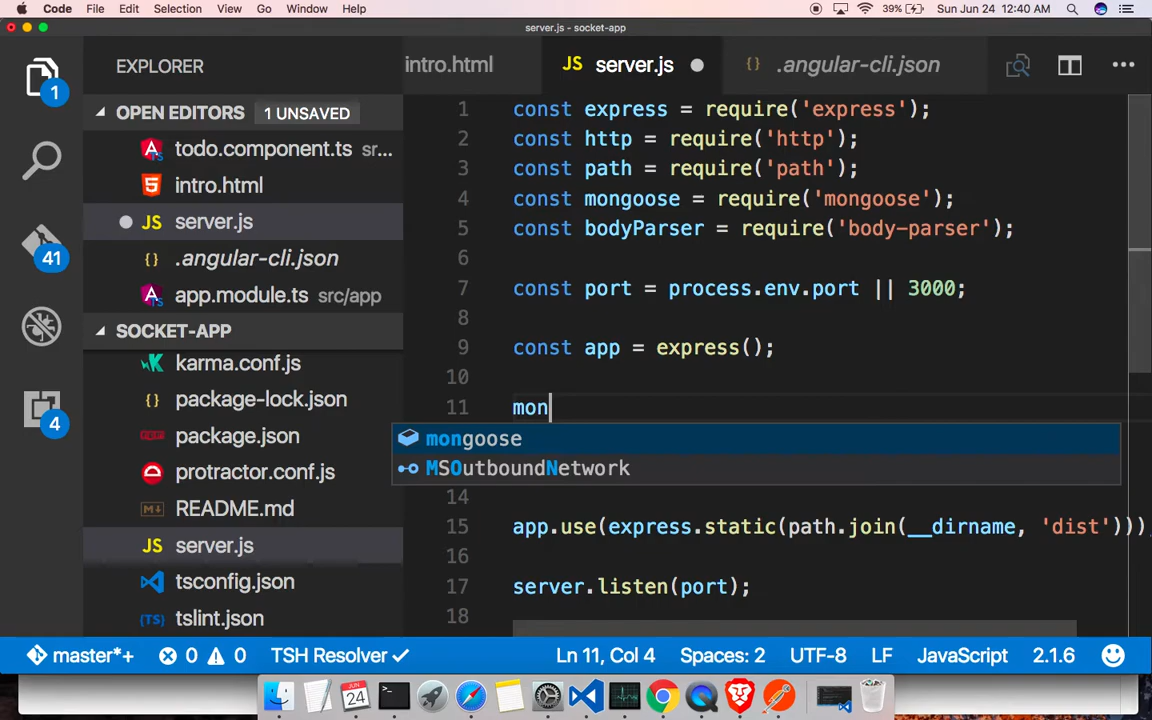 Code File Edit Selection View Go Window Help 39% Sun Jun 24 12:40 AM
server.js - socket-app
1
41
4
EXPLORER
OPEN EDITORS 1 UNSAVED
todo.component.ts sr...
intro.html
server.js
.angular-cli.json
app.module.ts src/app
SOCKET-APP
karma.conf.js
package-lock.json
package.json
protractor.conf.js
README.md
server.js
tsconfig.json
tslint.json
intro.html server.js .angular-cli.json
1 const express = require('express');
2 const http = require('http');
3 const path = require('path');
4 const mongoose = require('mongoose');
5 const bodyParser = require('body-parser');
6
7 const port = process.env.port || 3000;
8
9 const app = express();
10
11 mon
mongoose
MSOutboundNetwork
14
15 app.use(express.static(path.join(__dirname, 'dist')))
16
17 server.listen(port);
18
master*+ 0 0 TSH Resolver Ln 11, Col 4 Spaces: 2 UTF-8 LF JavaScript 2.1.6
JUN
24